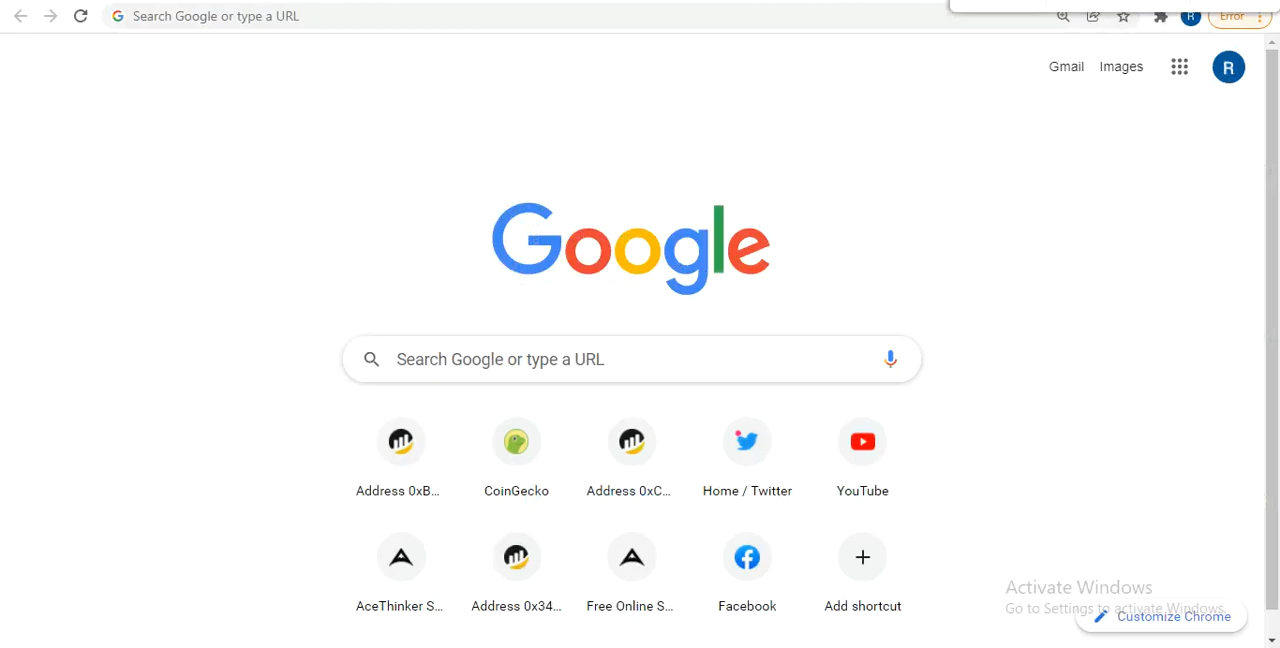 Search Google or type a URL
R
Error
Gmail
Images
R
Google
Search Google or type a URL
Address 0xB...
CoinGecko
Address 0xC...
Home / Twitter
YouTube
AceThinker S...
Address 0x34...
Free Online S...
Facebook
Add shortcut
Activate Windows
Go to Settings to activate Windows.
Customize Chrome